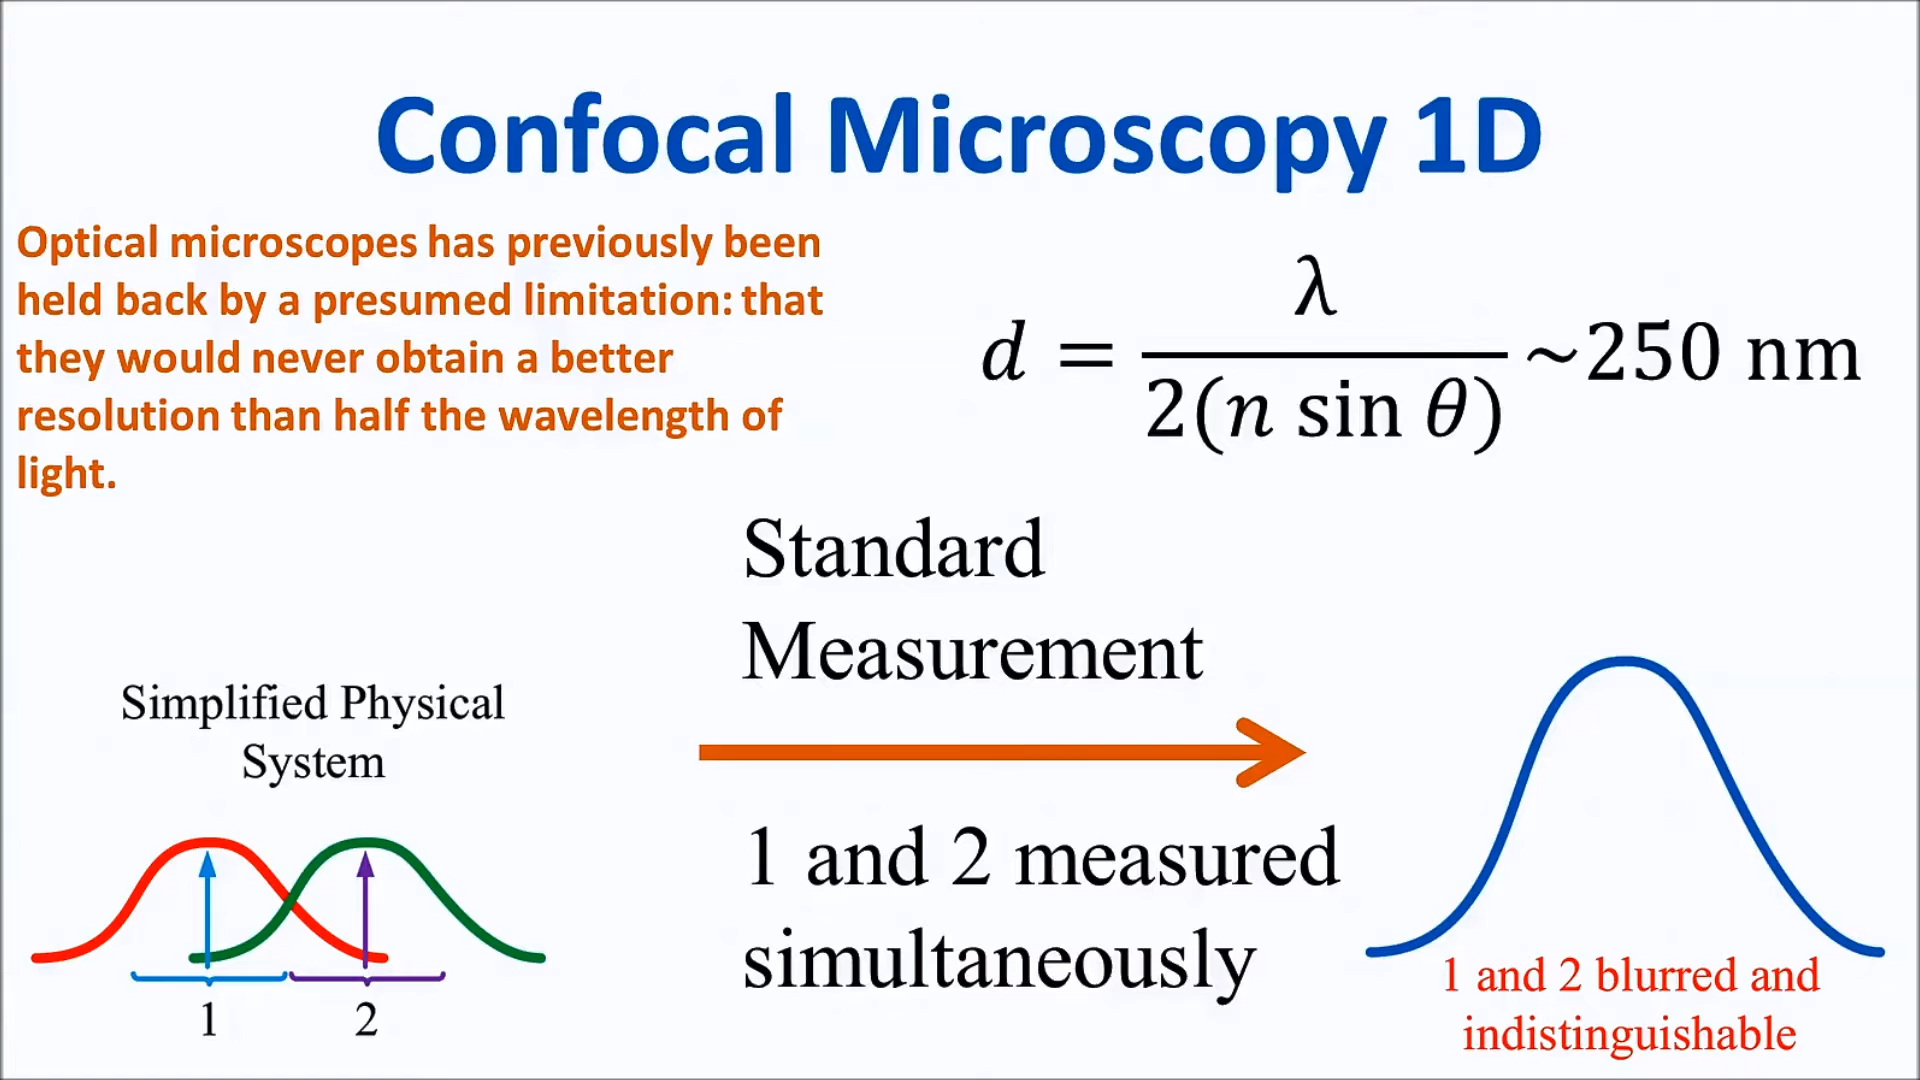 Confocal Microscopy 1D
Optical microscopes has previously been
held back by a presumed limitation: that
they would never obtain a better
resolution than half the wavelength of
light.
d = λ / 2(n sin θ) ~250 nm
Standard
Measurement
Simplified Physical
System
1 and 2 measured
simultaneously
1 2
1 and 2 blurred and
indistinguishable